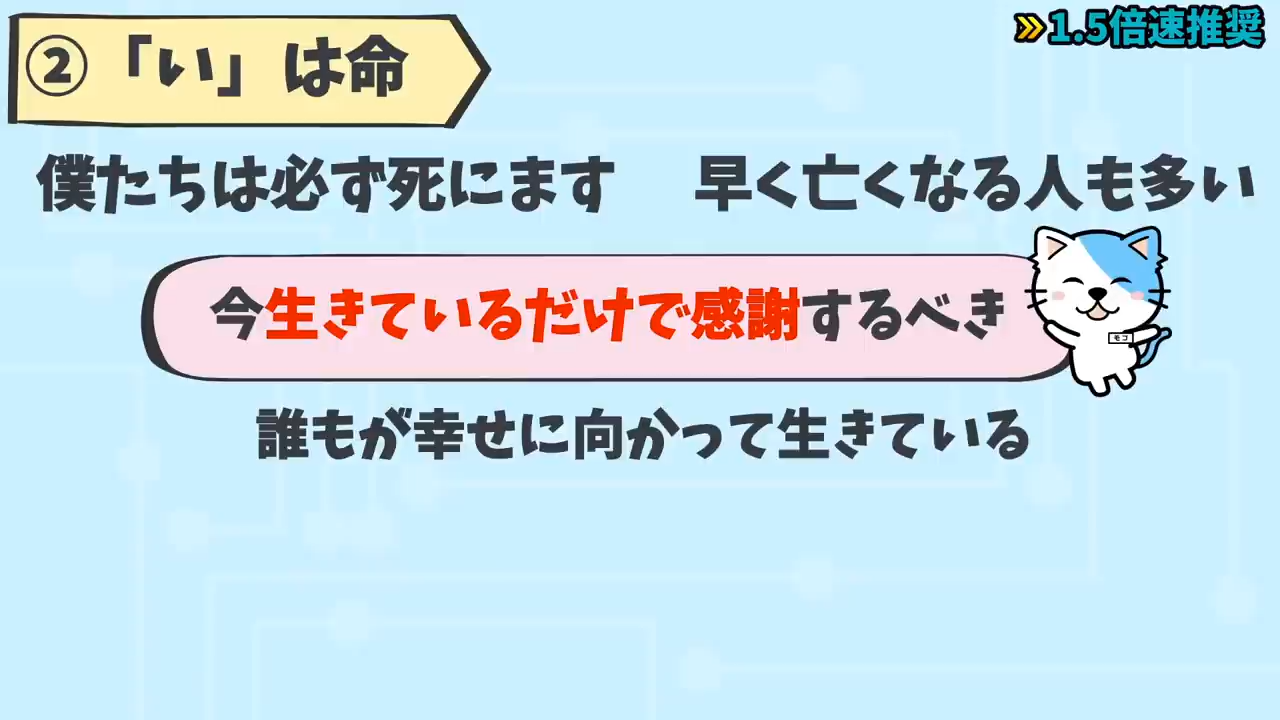 ②「い」は命
»1.5倍速推奨
僕たちは必ず死にます 早く亡くなる人も多い
今生きているだけで感謝するべき
モコ
誰もが幸せに向かって生きている